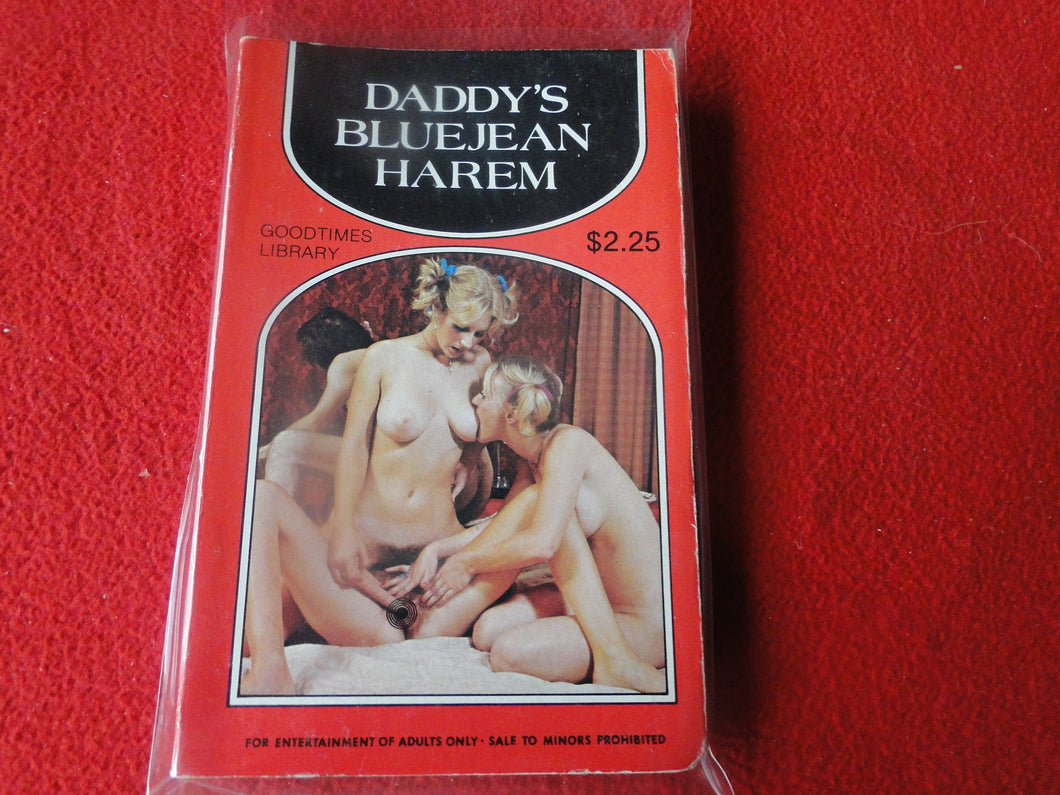 DADDY'S
BLUEJEAN
HAREM
GOODTIMES
LIBRARY
$2.25
FOR ENTERTAINMENT OF ADULTS ONLY · SALE TO MINORS PROHIBITED